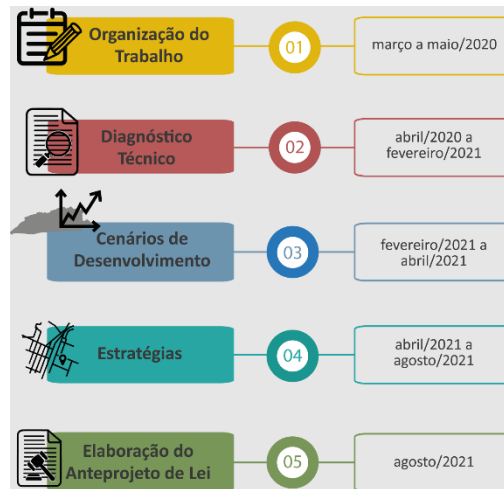 Organização do
Trabalho
01
março a maio/2020
Diagnóstico
Técnico
02
abril/2020 a
fevereiro/2021
Cenários de
Desenvolvimento
03
fevereiro/2021 a
abril/2021
Estratégias
04
abril/2021 a
agosto/2021
Elaboração do
Anteprojeto de Lei
05
agosto/2021